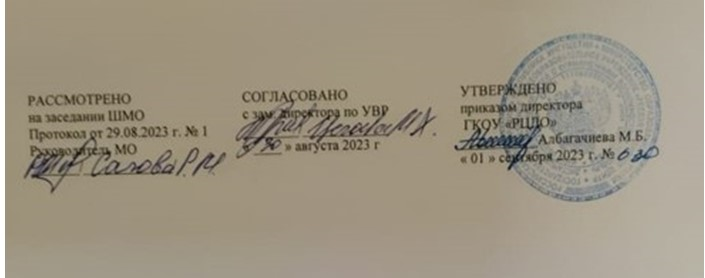 РАССМОТРЕНО
на заседании ШМО
Протокол от 29.08.2023 г. № 1
Руководитель МО
Сагова Р.М.
СОГЛАСОВАНО
с зам. директора по УВР
« 30 » августа 2023 г
УТВЕРЖДЕНО
приказом директора
ГКОУ «РЦДО»
Албагачиева М.Б.
« 01 » сентября 2023 г. №